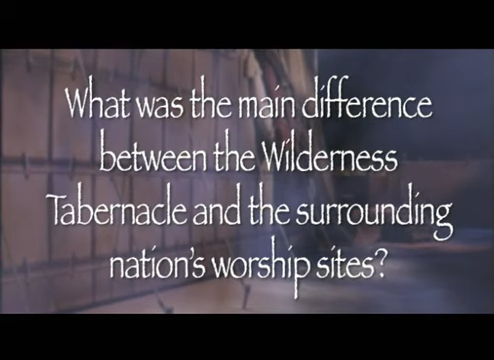 What was the main difference
between the Wilderness
Tabernacle and the surrounding
nation's worship sites?